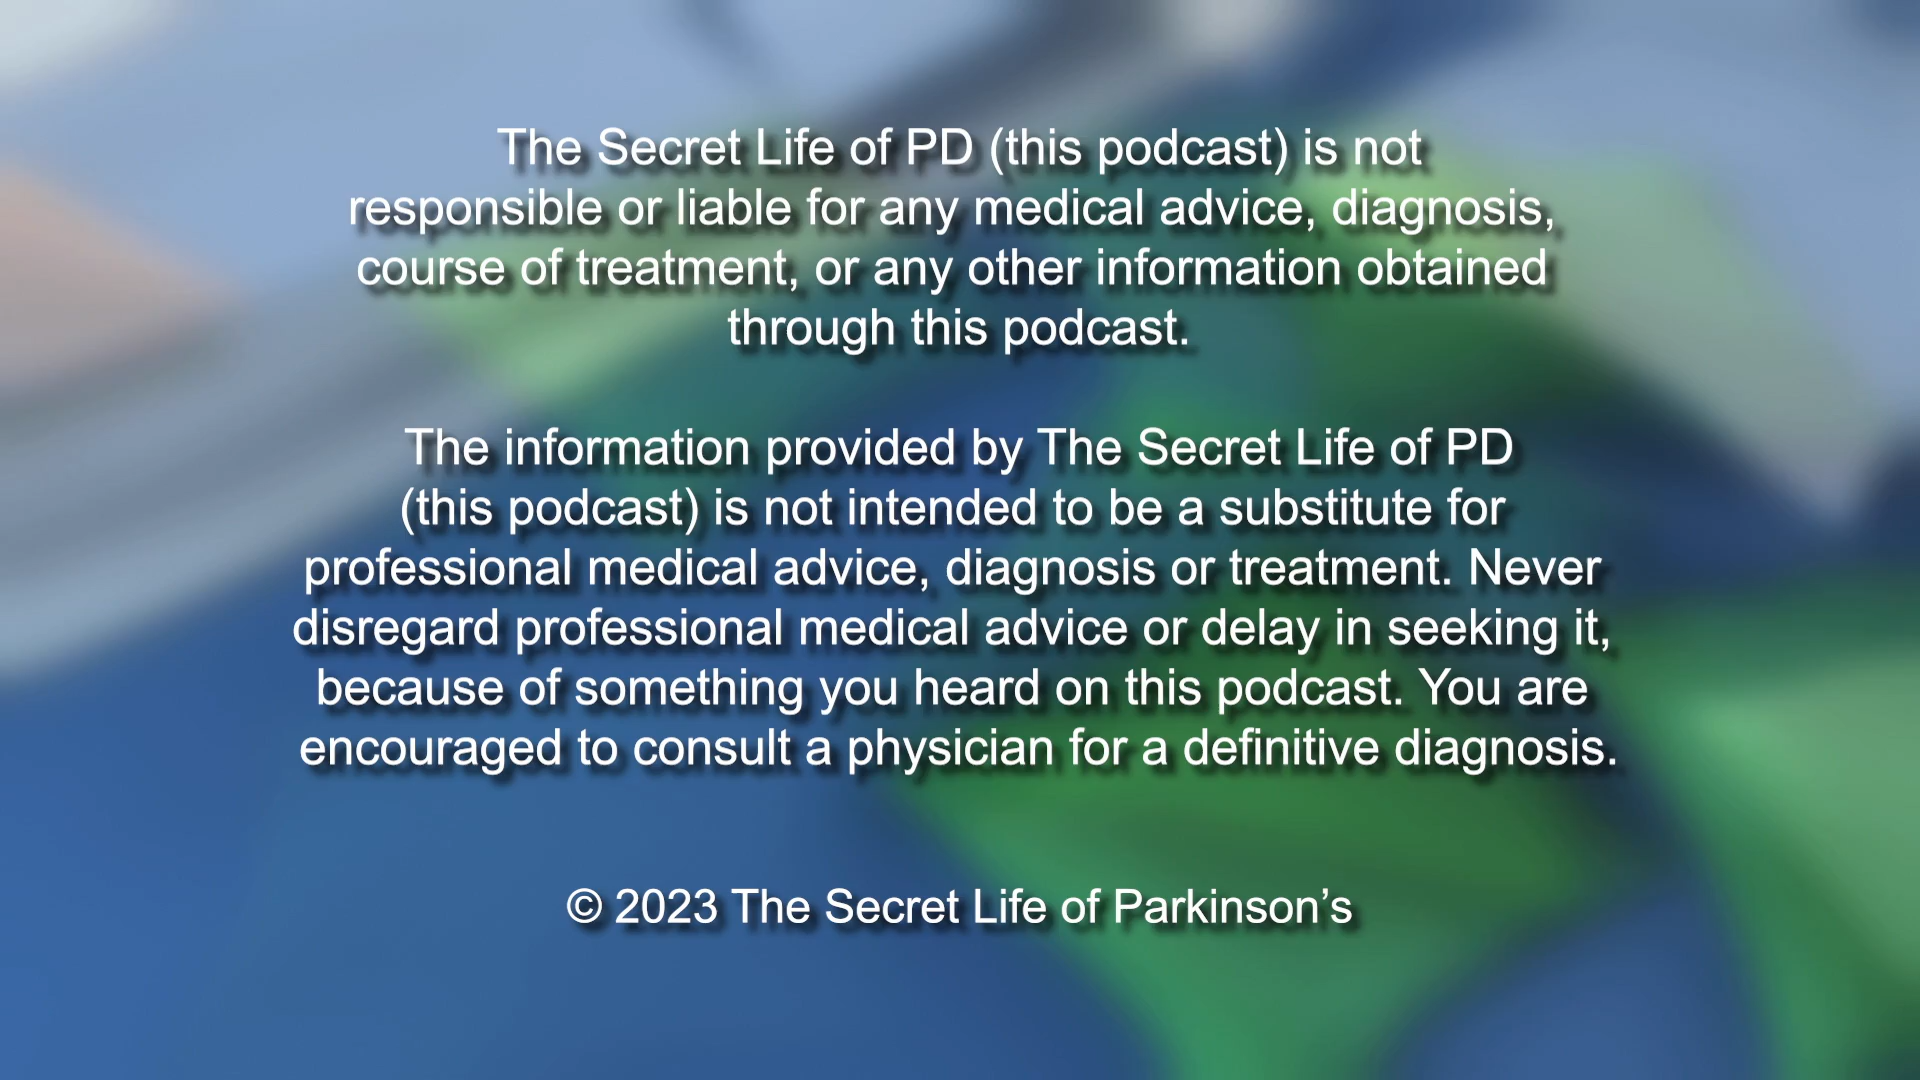 The Secret Life of PD (this podcast) is not
responsible or liable for any medical advice, diagnosis,
course of treatment, or any other information obtained
through this podcast.
The information provided by The Secret Life of PD
(this podcast) is not intended to be a substitute for
professional medical advice, diagnosis or treatment. Never
disregard professional medical advice or delay in seeking it,
because of something you heard on this podcast. You are
encouraged to consult a physician for a definitive diagnosis.
© 2023 The Secret Life of Parkinson’s